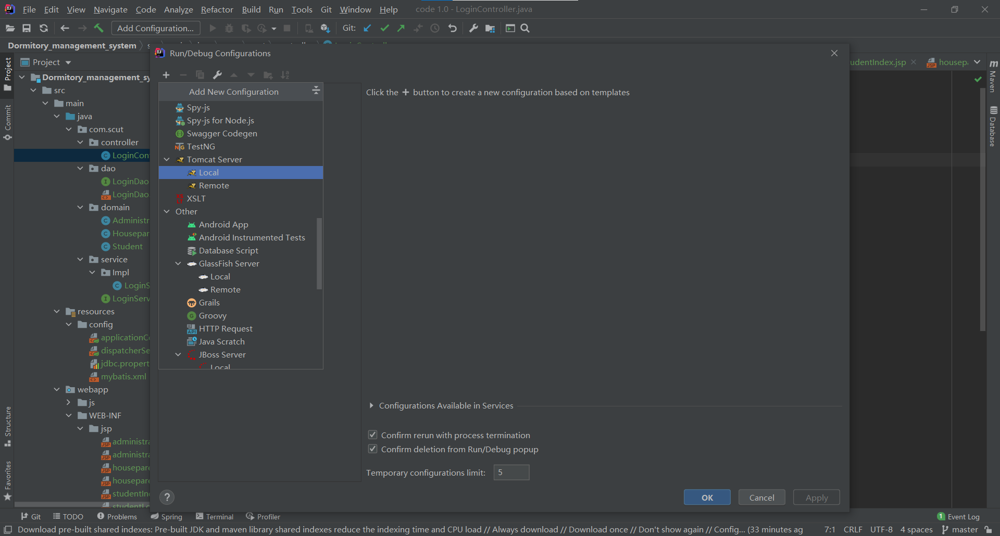 File Edit View Navigate Code Analyze Refactor Build Run Tools Git Window Help code 1.0 - LoginController.java
Add Configuration... Git:
Dormitory_management_system
Run/Debug Configurations
Project
udentIndex.jsp housep
Project
Commit
Structure
Favorites
Maven
Database
Dormitory_management_sy
src
main
java
com.scut
controller
LoginCon
dao
LoginDao
LoginDao
domain
Administr
Housepar
Student
service
Impl
LoginS
LoginServ
resources
config
applicationCo
dispatcherSe
jdbc.propert
mybatis.xml
webapp
js
WEB-INF
jsp
administra
administra
housepare
housepare
studentInd
studentLo
Add New Configuration
Spy-js
Spy-js for Node.js
Swagger Codegen
TestNG
Tomcat Server
Local
Remote
XSLT
Other
Android App
Android Instrumented Tests
Database Script
GlassFish Server
Local
Remote
Grails
Groovy
HTTP Request
Java Scratch
JBoss Server
Local
Click the + button to create a new configuration based on templates
Configurations Available in Services
Confirm rerun with process termination
Confirm deletion from Run/Debug popup
Temporary configurations limit: 5
? OK Cancel Apply
Git TODO Problems Spring Terminal Profiler 1 Event Log
Download pre-built shared indexes: Pre-built JDK and maven library shared indexes reduce the indexing time and CPU load // Always download // Download once // Don't show again // Config... (33 minutes ag 7:1 CRLF UTF-8 4 spaces master